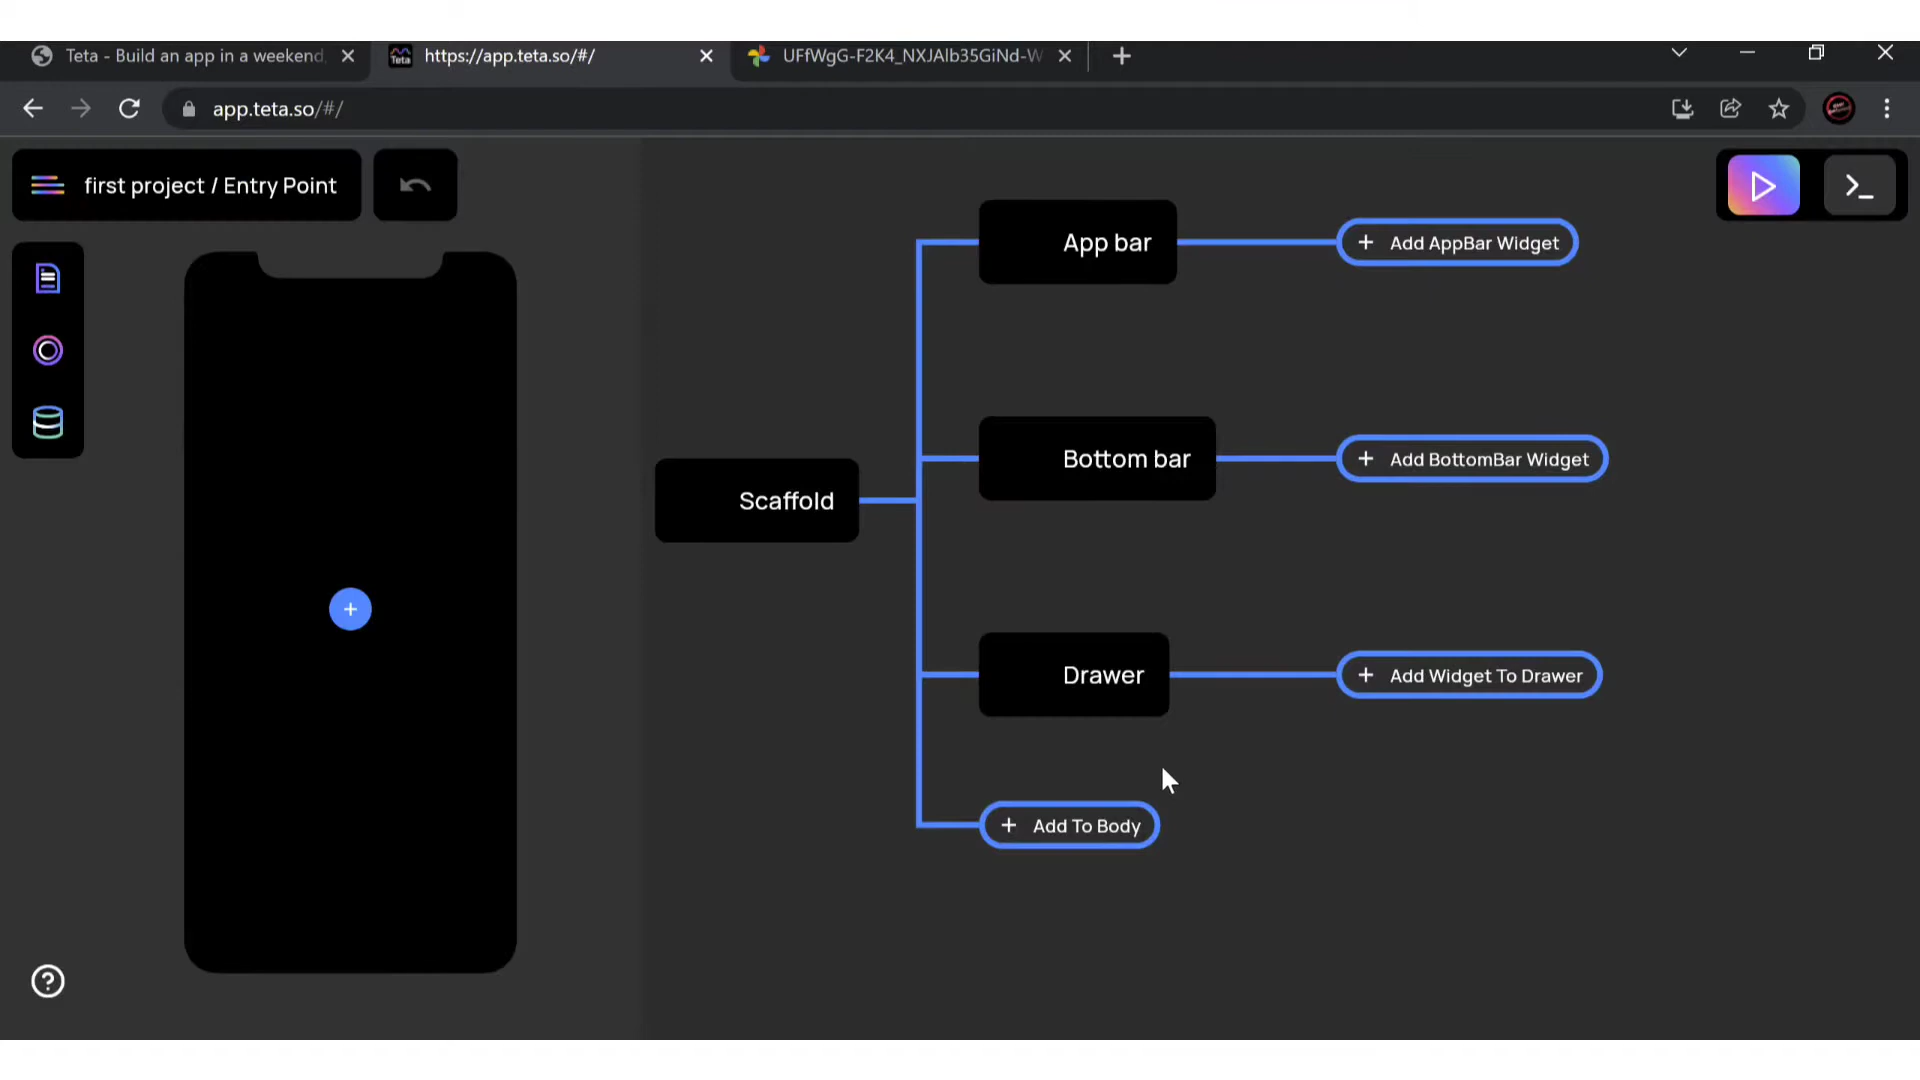 Teta - Build an app in a weekend.
https://app.teta.so/#/
UFfWgG-F2K4_NXJAlb35GiNd-W
app.teta.so/#/
first project / Entry Point
App bar
+ Add AppBar Widget
Bottom bar
+ Add BottomBar Widget
Scaffold
Drawer
+ Add Widget To Drawer
+ Add To Body